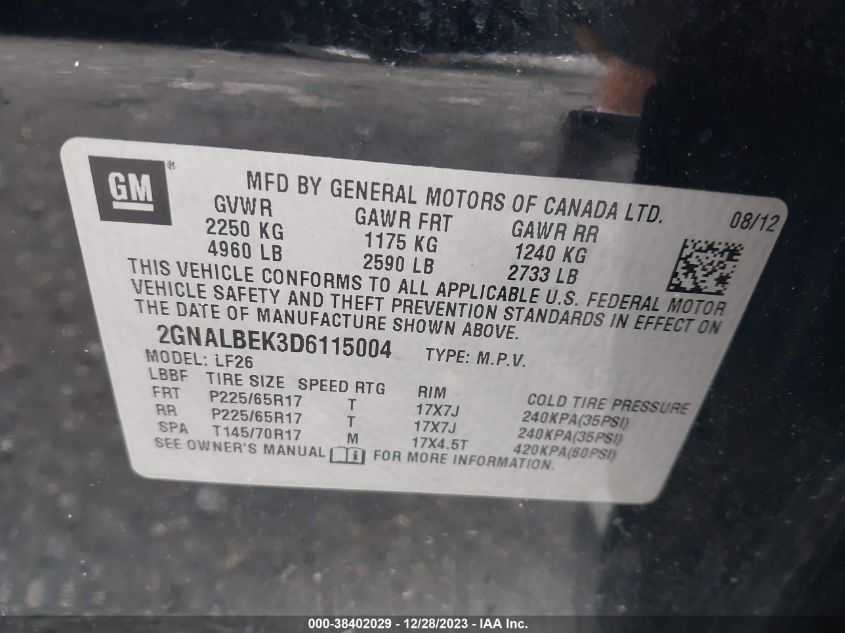 GM
MFD BY GENERAL MOTORS OF CANADA LTD.
08/12
GVWR GAWR FRT GAWR RR
2250 KG 1175 KG 1240 KG
4960 LB 2590 LB 2733 LB
THIS VEHICLE CONFORMS TO ALL APPLICABLE U.S. FEDERAL MOTOR
VEHICLE SAFETY AND THEFT PREVENTION STANDARDS IN EFFECT ON
THE DATE OF MANUFACTURE SHOWN ABOVE.
2GNALBEK3D6115004 TYPE: M.P.V.
MODEL: LF26
LBBF TIRE SIZE SPEED RTG RIM COLD TIRE PRESSURE
FRT P225/65R17 T 17X7J 240KPA(35PSI)
RR P225/65R17 T 17X7J 240KPA(35PSI)
SPA T145/70R17 M 17X4.5T 420KPA(60PSI)
SEE OWNER'S MANUAL FOR MORE INFORMATION.
000-38402029 - 12/28/2023 - IAAI Inc.